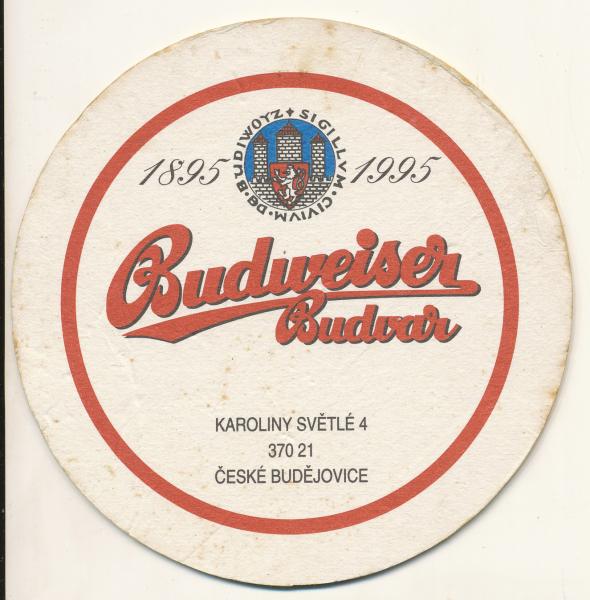 SIGILLVM·CIVIVM·DE·BUDIWOYZ
1895 1995
Budweiser
Budvar
KAROLINY SVĚTLÉ 4
370 21
ČESKÉ BUDĚJOVICE